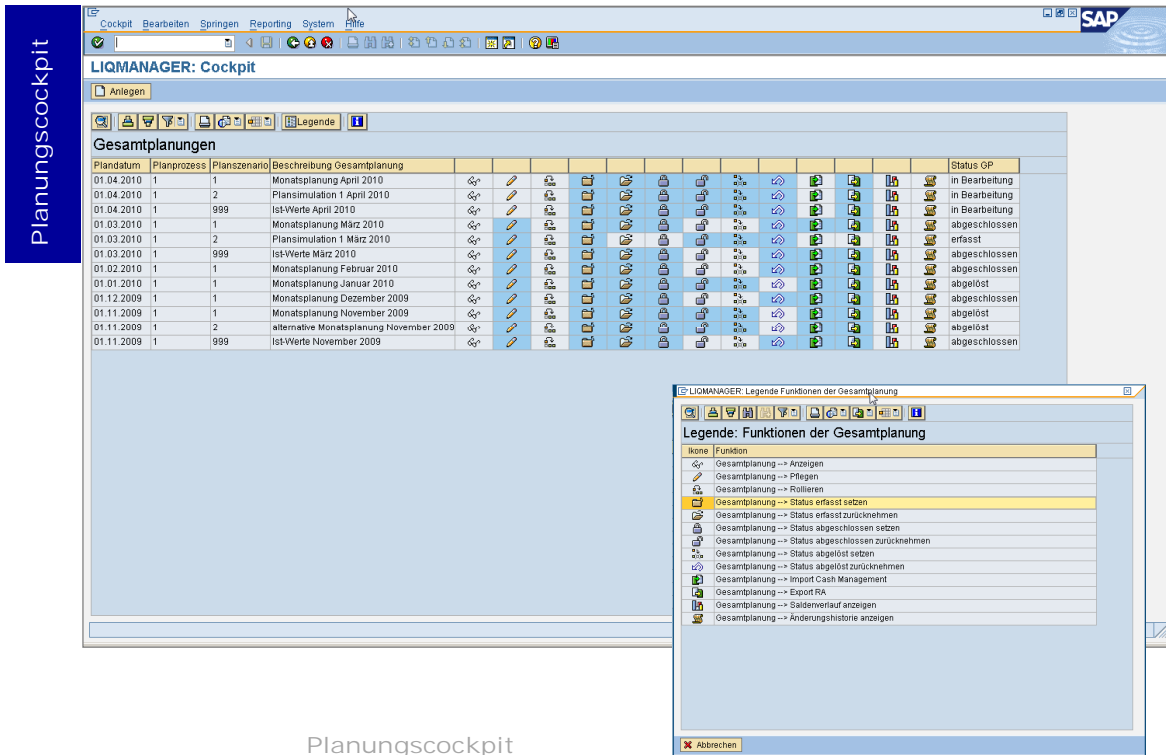 Planungscockpit
Cockpit Bearbeiten Springen Reporting System Hilfe
SAP
LIQMANAGER: Cockpit
Anlegen
Legende
Gesamtplanungen
Plandatum Planprozess Planszenario Beschreibung Gesamtplanung Status GP
01.04.2010 1 1 Monatsplanung April 2010 in Bearbeitung
01.04.2010 1 2 Plansimulation 1 April 2010 in Bearbeitung
01.04.2010 1 999 Ist-Werte April 2010 in Bearbeitung
01.03.2010 1 1 Monatsplanung März 2010 abgeschlossen
01.03.2010 1 2 Plansimulation 1 März 2010 erfasst
01.03.2010 1 999 Ist-Werte März 2010 abgeschlossen
01.02.2010 1 1 Monatsplanung Februar 2010 abgeschlossen
01.01.2010 1 1 Monatsplanung Januar 2010 abgelöst
01.12.2009 1 1 Monatsplanung Dezember 2009 abgeschlossen
01.11.2009 1 1 Monatsplanung November 2009 abgelöst
01.11.2009 1 2 alternative Monatsplanung November 2009 abgelöst
01.11.2009 1 999 Ist-Werte November 2009 abgeschlossen
LIQMANAGER: Legende Funktionen der Gesamtplanung
Legende: Funktionen der Gesamtplanung
Ikone Funktion
Gesamtplanung --> Anzeigen
Gesamtplanung --> Pflegen
Gesamtplanung --> Rollieren
Gesamtplanung --> Status erfasst setzen
Gesamtplanung --> Status erfasst zurücknehmen
Gesamtplanung --> Status abgeschlossen setzen
Gesamtplanung --> Status abgeschlossen zurücknehmen
Gesamtplanung --> Status abgelöst setzen
Gesamtplanung --> Status abgelöst zurücknehmen
Gesamtplanung --> Import Cash Management
Gesamtplanung --> Export RA
Gesamtplanung --> Saldenverlauf anzeigen
Gesamtplanung --> Änderungshistorie anzeigen
Abbrechen
Planungscockpit